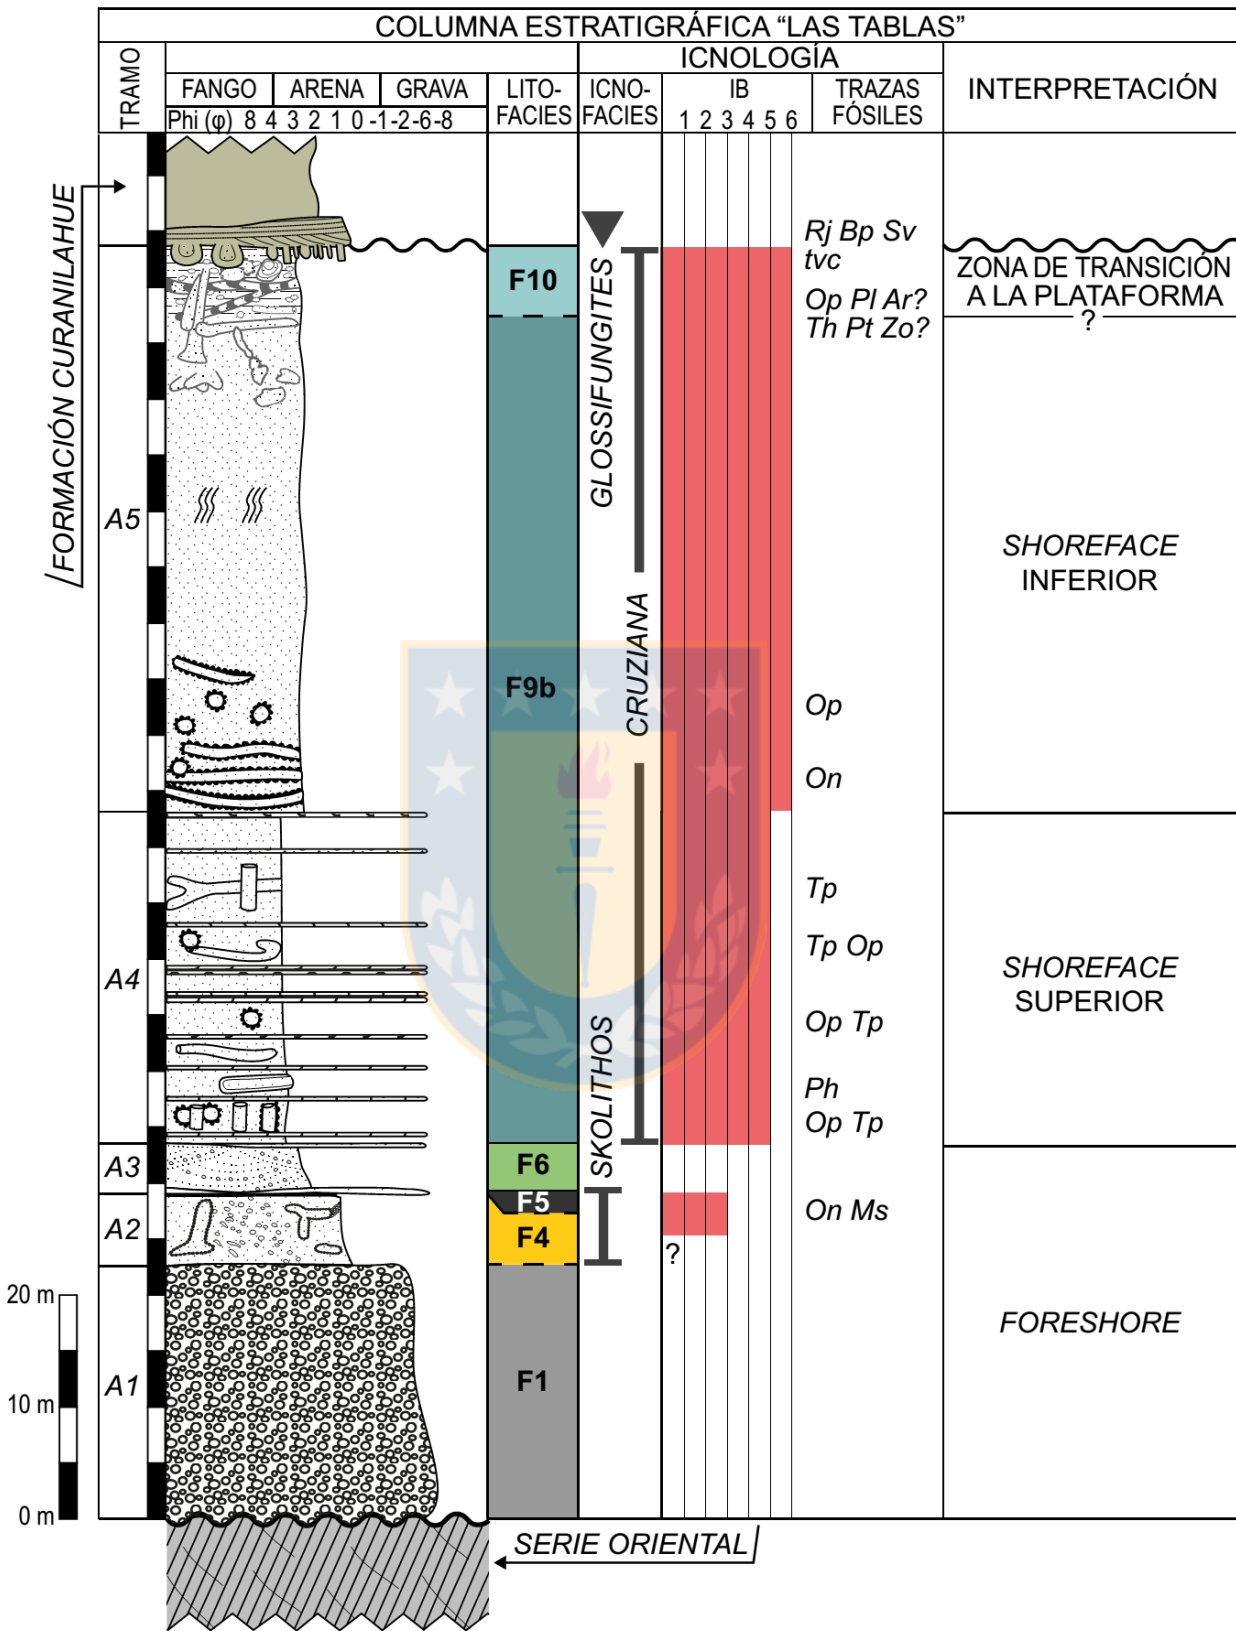 COLUMNA ESTRATIGRÁFICA “LAS TABLAS”
TRAMO
FANGO
ARENA
GRAVA
Phi (φ) 8 4 3 2 1 0 -1 -2 -6 -8
LITO-
FACIES
ICNOLOGÍA
ICNO-
FACIES
IB
1 2 3 4 5 6
TRAZAS
FÓSILES
INTERPRETACIÓN
FORMACIÓN CURANILAHUE
Rj Bp Sv
tvc
F10
ZONA DE TRANSICIÓN
A LA PLATAFORMA
?
Op Pl Ar?
Th Pt Zo?
GLOSSIFUNGITES
A5
SHOREFACE
INFERIOR
CRUZIANA
F9b
Op
On
Tp
Tp Op
A4
SHOREFACE
SUPERIOR
Op Tp
Ph
Op Tp
SKOLITHOS
A3
F6
F5
A2
F4
On Ms
?
20 m
10 m
0 m
A1
F1
FORESHORE
SERIE ORIENTAL